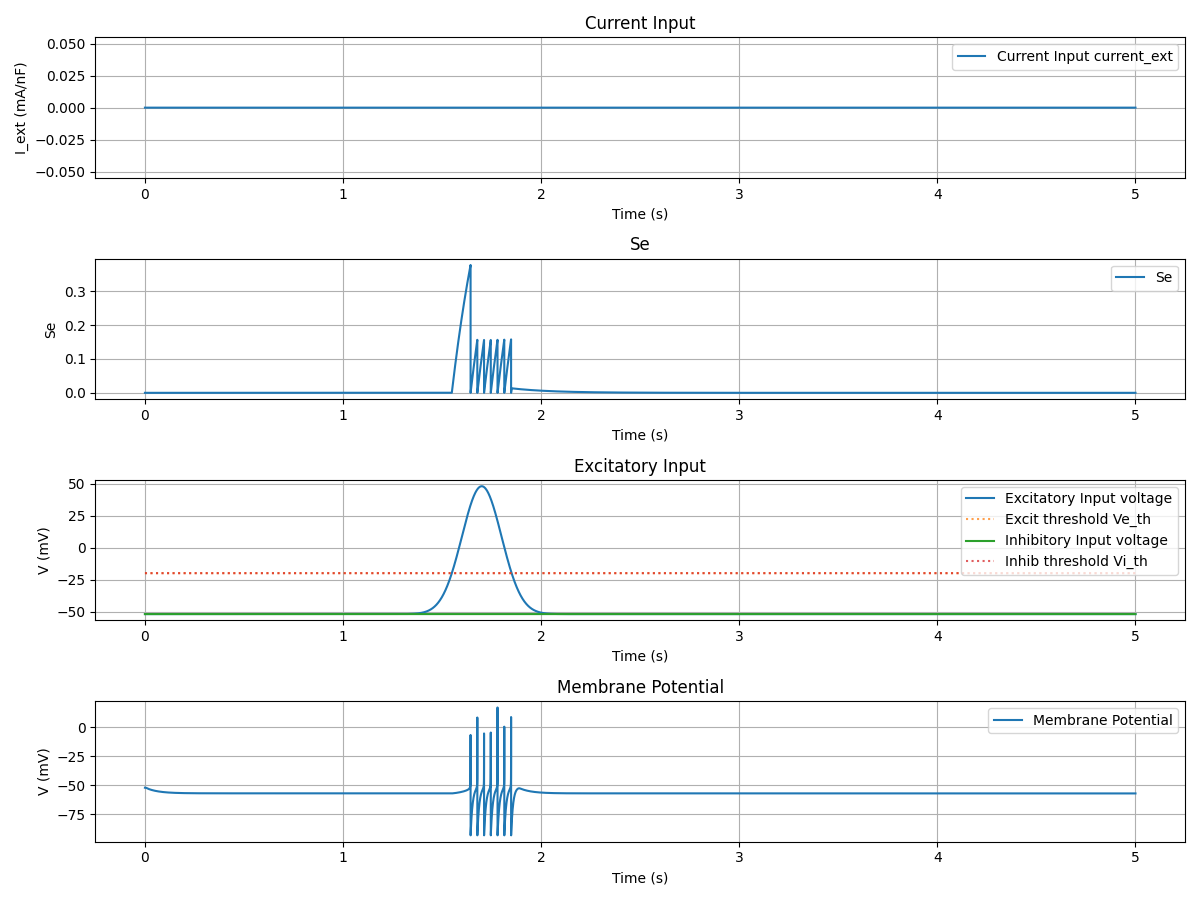 Current Input
I_ext (mA/nF)
0.050
0.025
0.000
−0.025
−0.050
Current Input current_ext
0 1 2 3 4 5
Time (s)
Se
Se
0.3
0.2
0.1
0.0
Se
0 1 2 3 4 5
Time (s)
Excitatory Input
V (mV)
50
25
0
−25
−50
Excitatory Input voltage
Excit threshold Ve_th
Inhibitory Input voltage
Inhib threshold Vi_th
0 1 2 3 4 5
Time (s)
Membrane Potential
V (mV)
0
−25
−50
−75
Membrane Potential
0 1 2 3 4 5
Time (s)